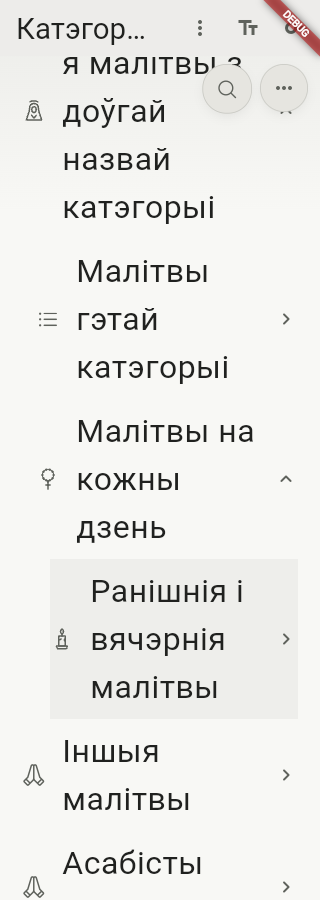 Катэгор...
DEBUG
я малітвы з
доўгай
назвай
катэгорыі
Малітвы
гэтай
катэгорыі
Малітвы на
кожны
дзень
Ранішнія і
вячэрнія
малітвы
Іншыя
малітвы
Асабісты